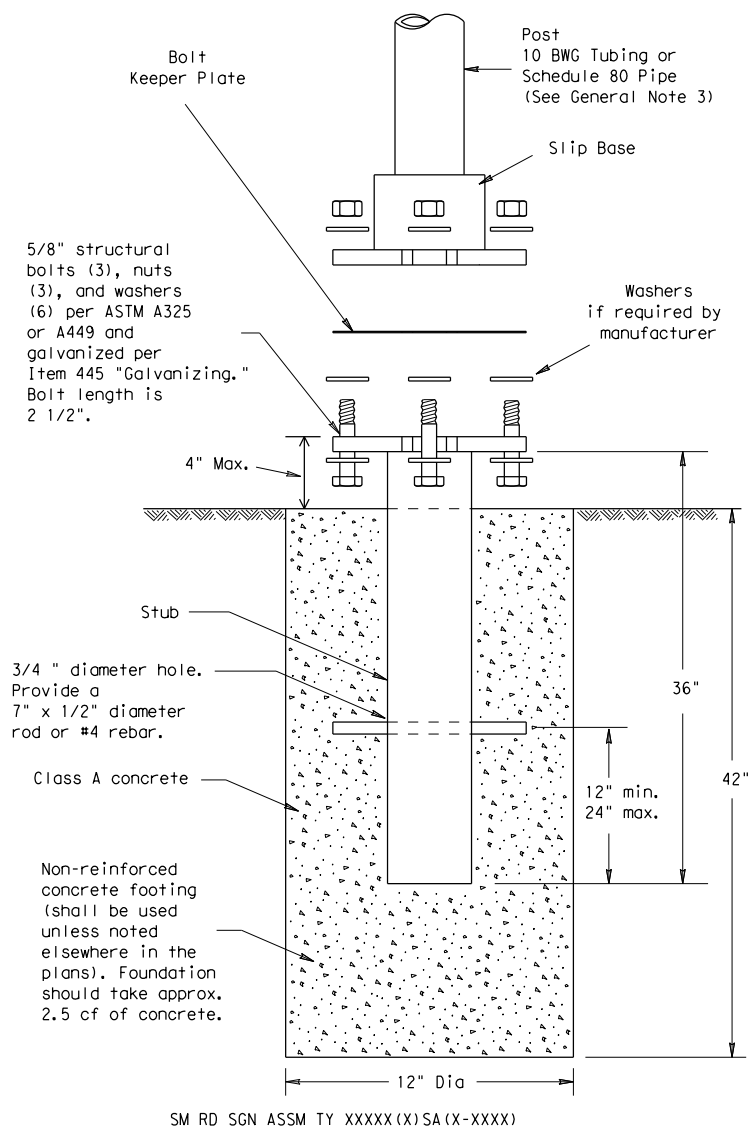 Bolt
Keeper Plate
Post
10 BWG Tubing or
Schedule 80 Pipe
(See General Note 3)
Slip Base
5/8" structural
bolts (3), nuts
(3), and washers
(6) per ASTM A325
or A449 and
galvanized per
Item 445 "Galvanizing."
Bolt length is
2 1/2".
Washers
if required by
manufacturer
4" Max.
Stub
3/4 " diameter hole.
Provide a
7" x 1/2" diameter
rod or #4 rebar.
36"
12" min.
24" max.
42"
Class A concrete
Non-reinforced
concrete footing
(shall be used
unless noted
elsewhere in the
plans). Foundation
should take approx.
2.5 cf of concrete.
12" Dia
SM RD SGN ASSM TY XXXXX(X)SA(X-XXXX)